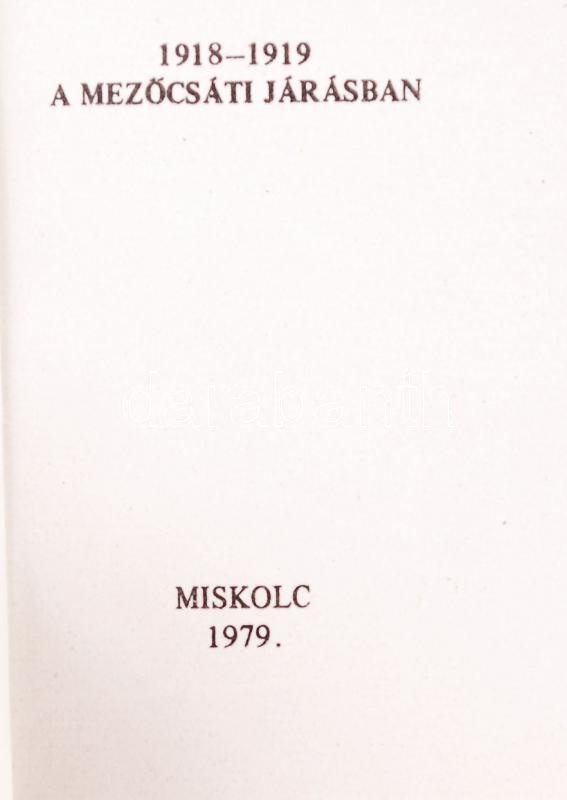 1918–1919
A MEZŐCSÁTI JÁRÁSBAN
MISKOLC
1979.